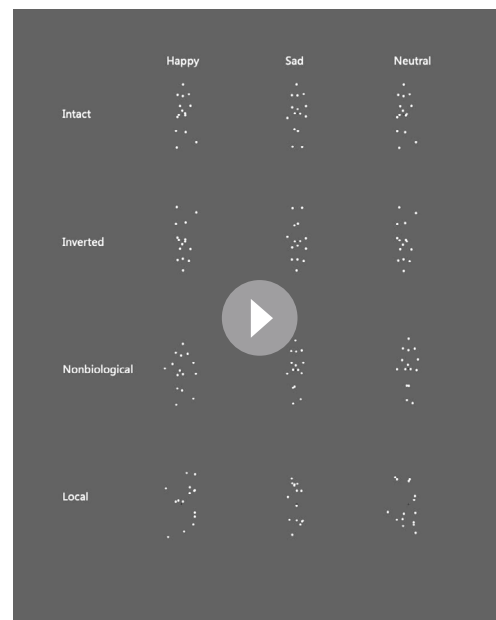 Happy Sad Neutral
Intact
Inverted
Nonbiological
Local